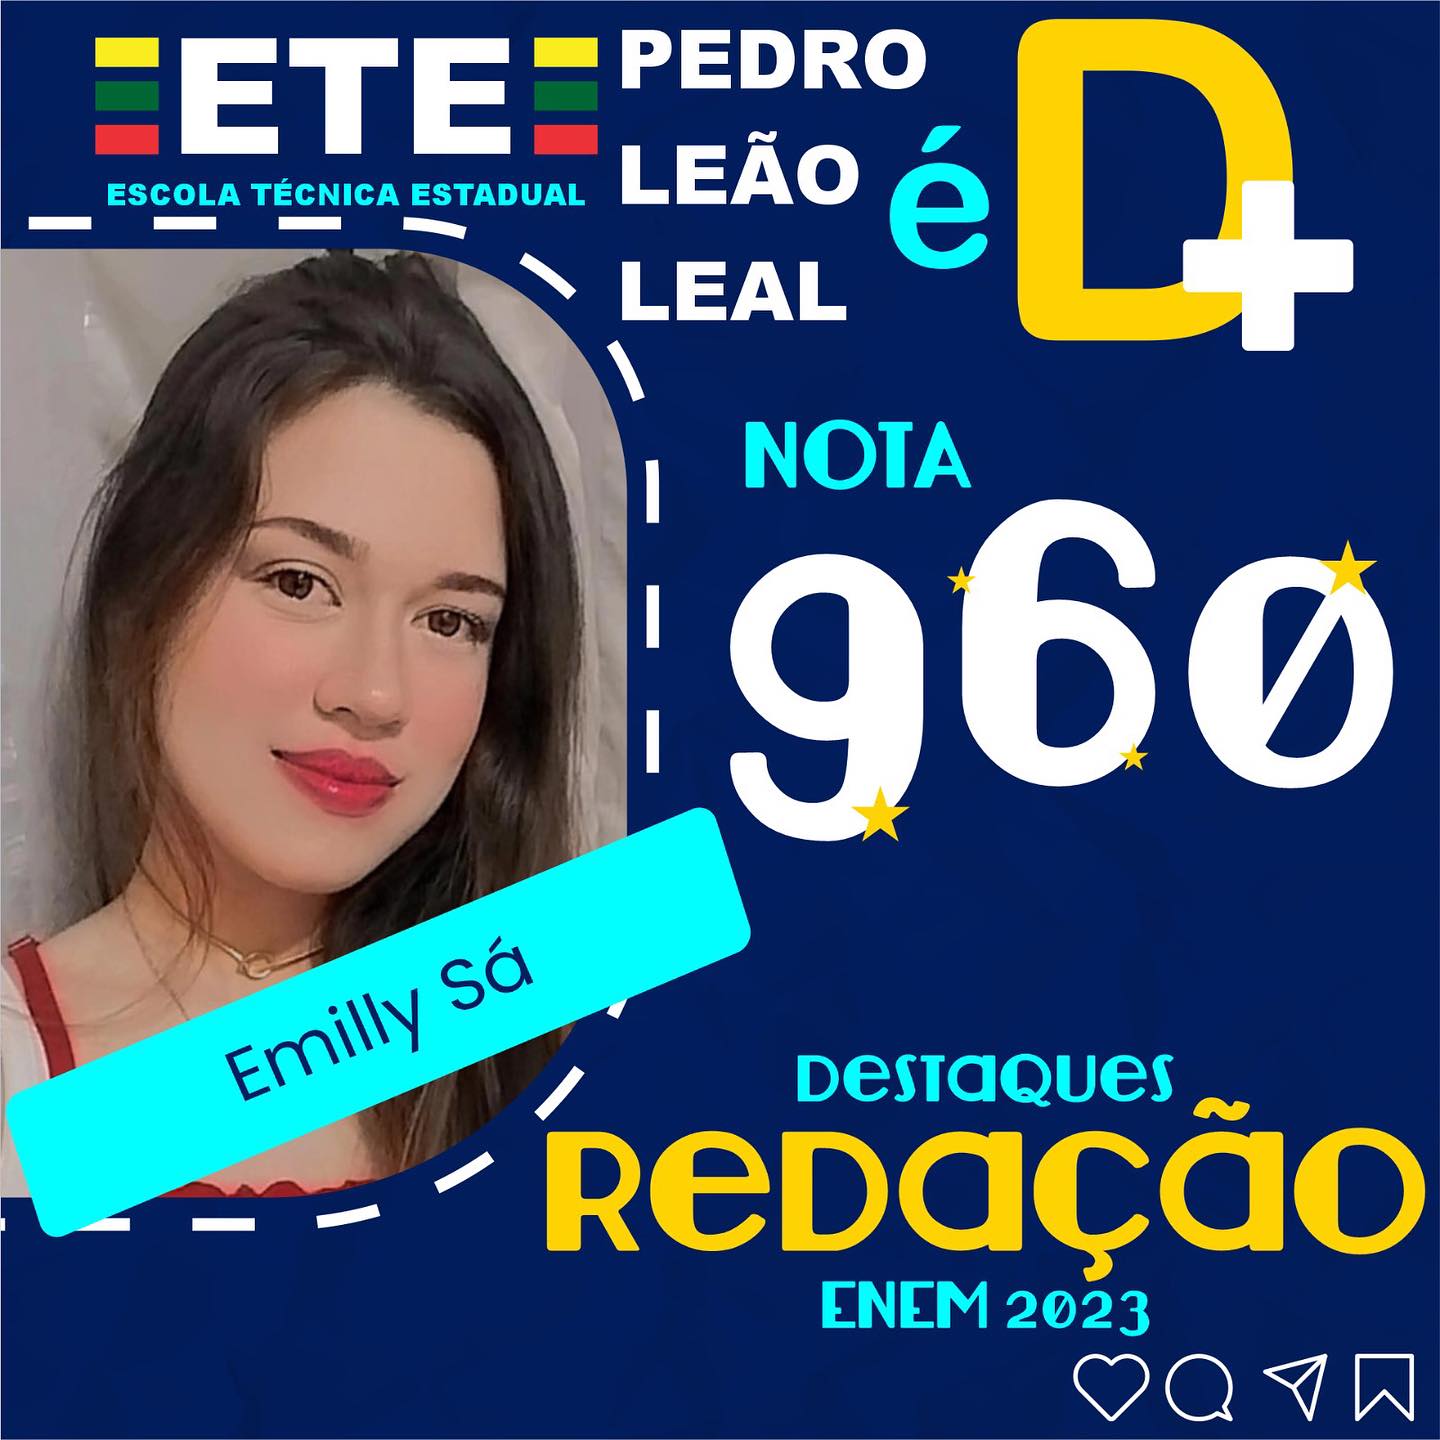 ETE
ESCOLA TÉCNICA ESTADUAL
PEDRO
LEÃO
LEAL
é
D+
NOTA
960
Emilly Sá
DESTAQUES
REDAÇÃO
ENEM 2023